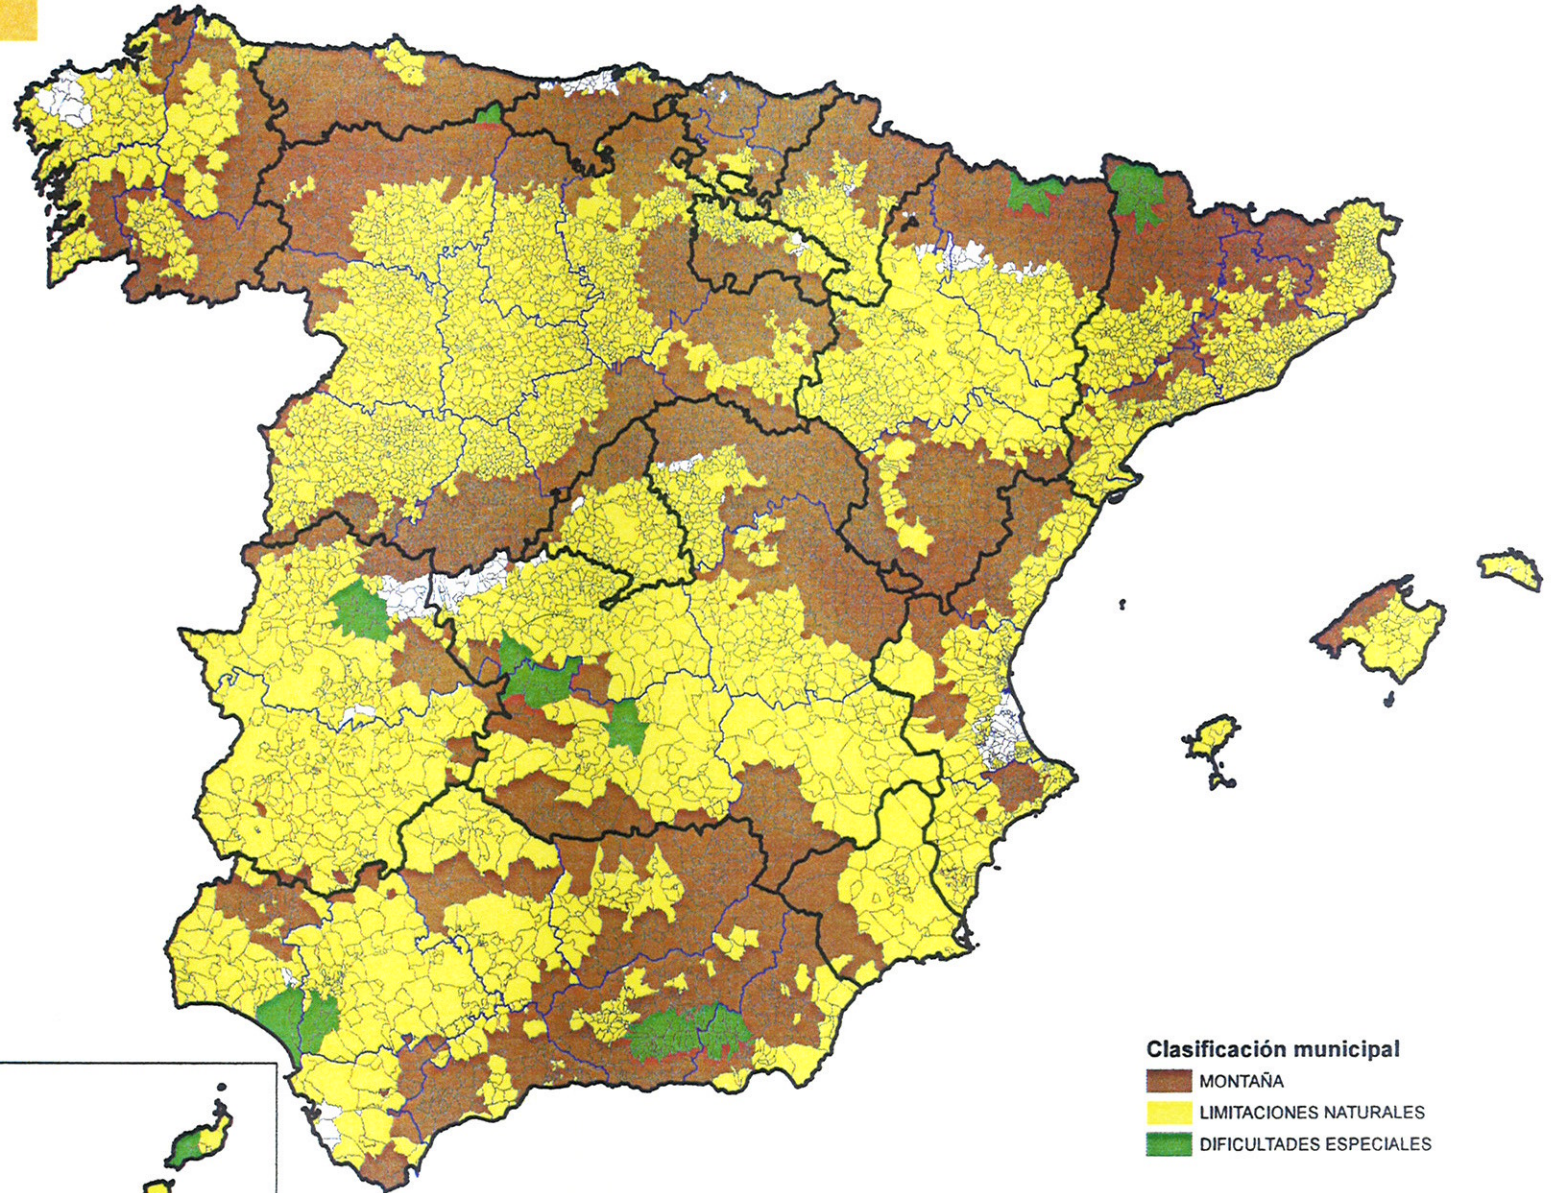 Clasificación municipal
MONTAÑA
LIMITACIONES NATURALES
DIFICULTADES ESPECIALES